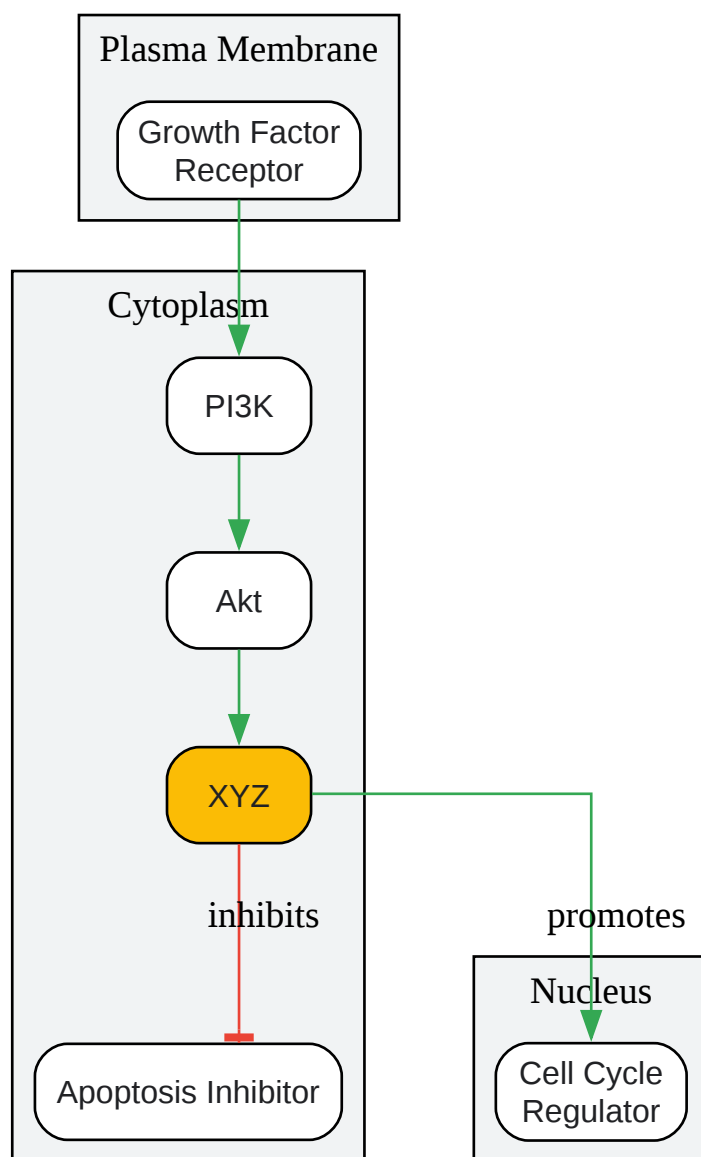 Plasma Membrane
Growth Factor
Receptor
Cytoplasm
PI3K
Akt
XYZ
inhibits
promotes
Nucleus
Apoptosis Inhibitor
Cell Cycle
Regulator